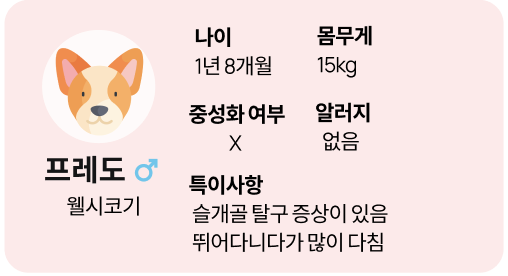 프레도 ♂
웰시코기
나이
1년 8개월
몸무게
15kg
중성화 여부
X
알러지
없음
특이사항
슬개골 탈구 증상이 있음
뛰어다니다가 많이 다침